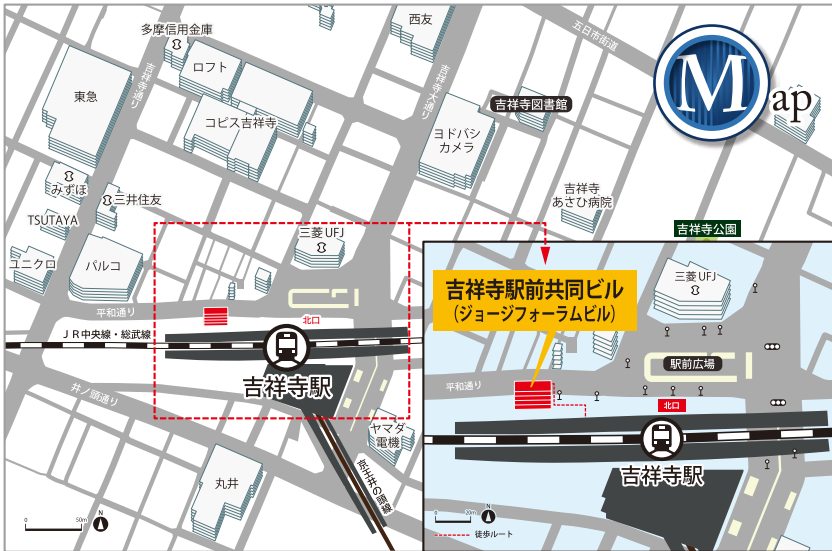 多摩信用金庫
ロフト
西友
五日市街道
Map
東急
吉祥寺通り
吉祥寺大通り
コピス吉祥寺
吉祥寺図書館
ヨドバシ
カメラ
みずほ
三井住友
吉祥寺
あさひ病院
TSUTAYA
三菱UFJ
吉祥寺公園
ユニクロ
パルコ
平和通り
北口
JR中央線・総武線
吉祥寺駅
井ノ頭通り
ヤマダ
電機
京王井の頭線
丸井
0
50m
N
吉祥寺駅前共同ビル
(ジョージフォーラムビル)
三菱UFJ
駅前広場
平和通り
北口
吉祥寺駅
0
20m
N
徒歩ルート